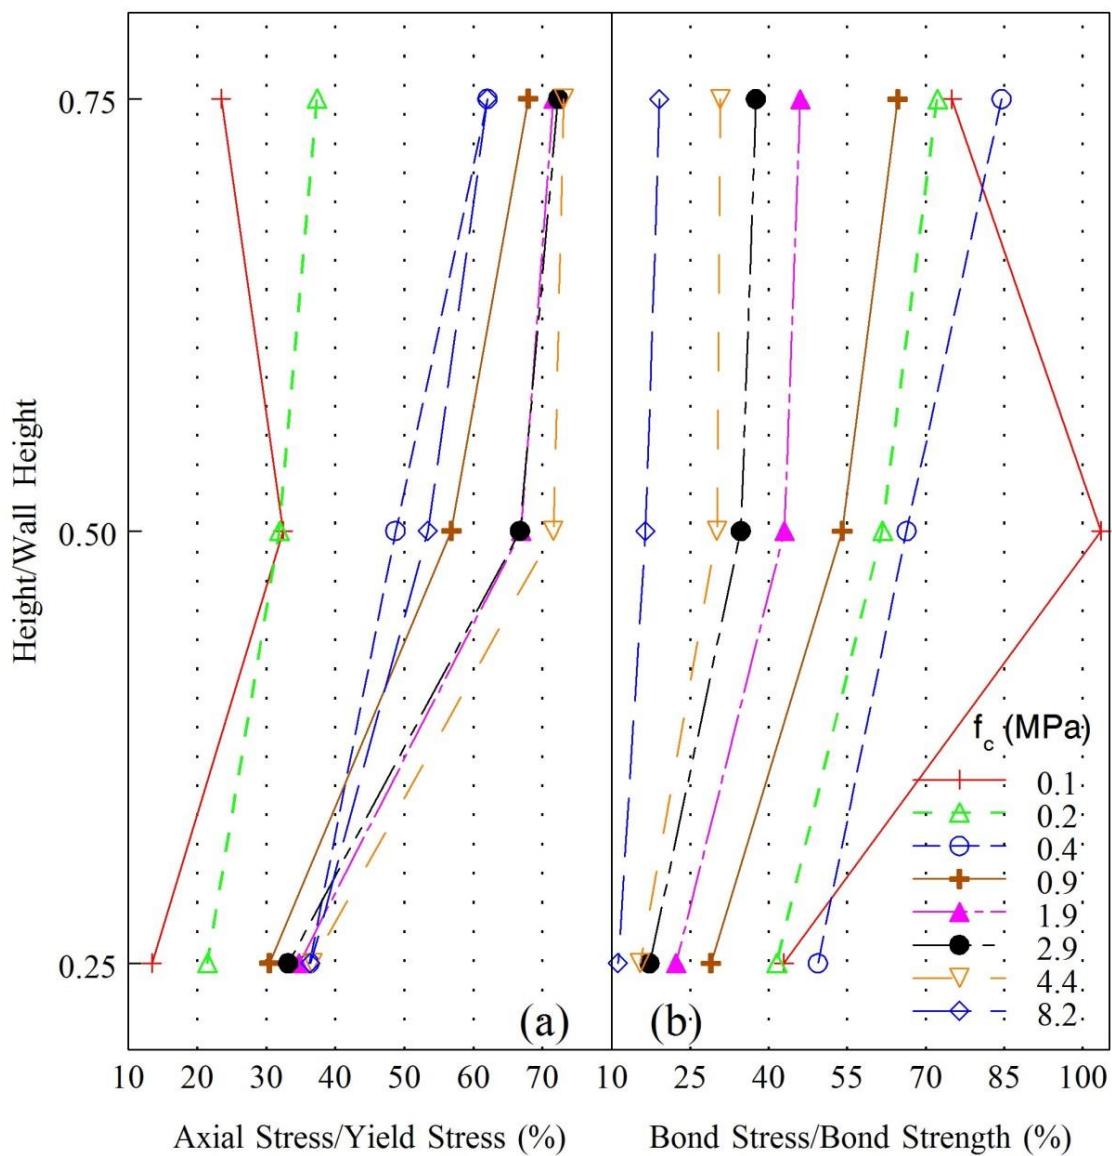 0.75
0.50
0.25
Height/Wall Height
(a) (b)
f_c (MPa)
0.1
0.2
0.4
0.9
1.9
2.9
4.4
8.2
10 20 30 40 50 60 70 10 25 40 55 70 85 100
Axial Stress/Yield Stress (%) Bond Stress/Bond Strength (%)